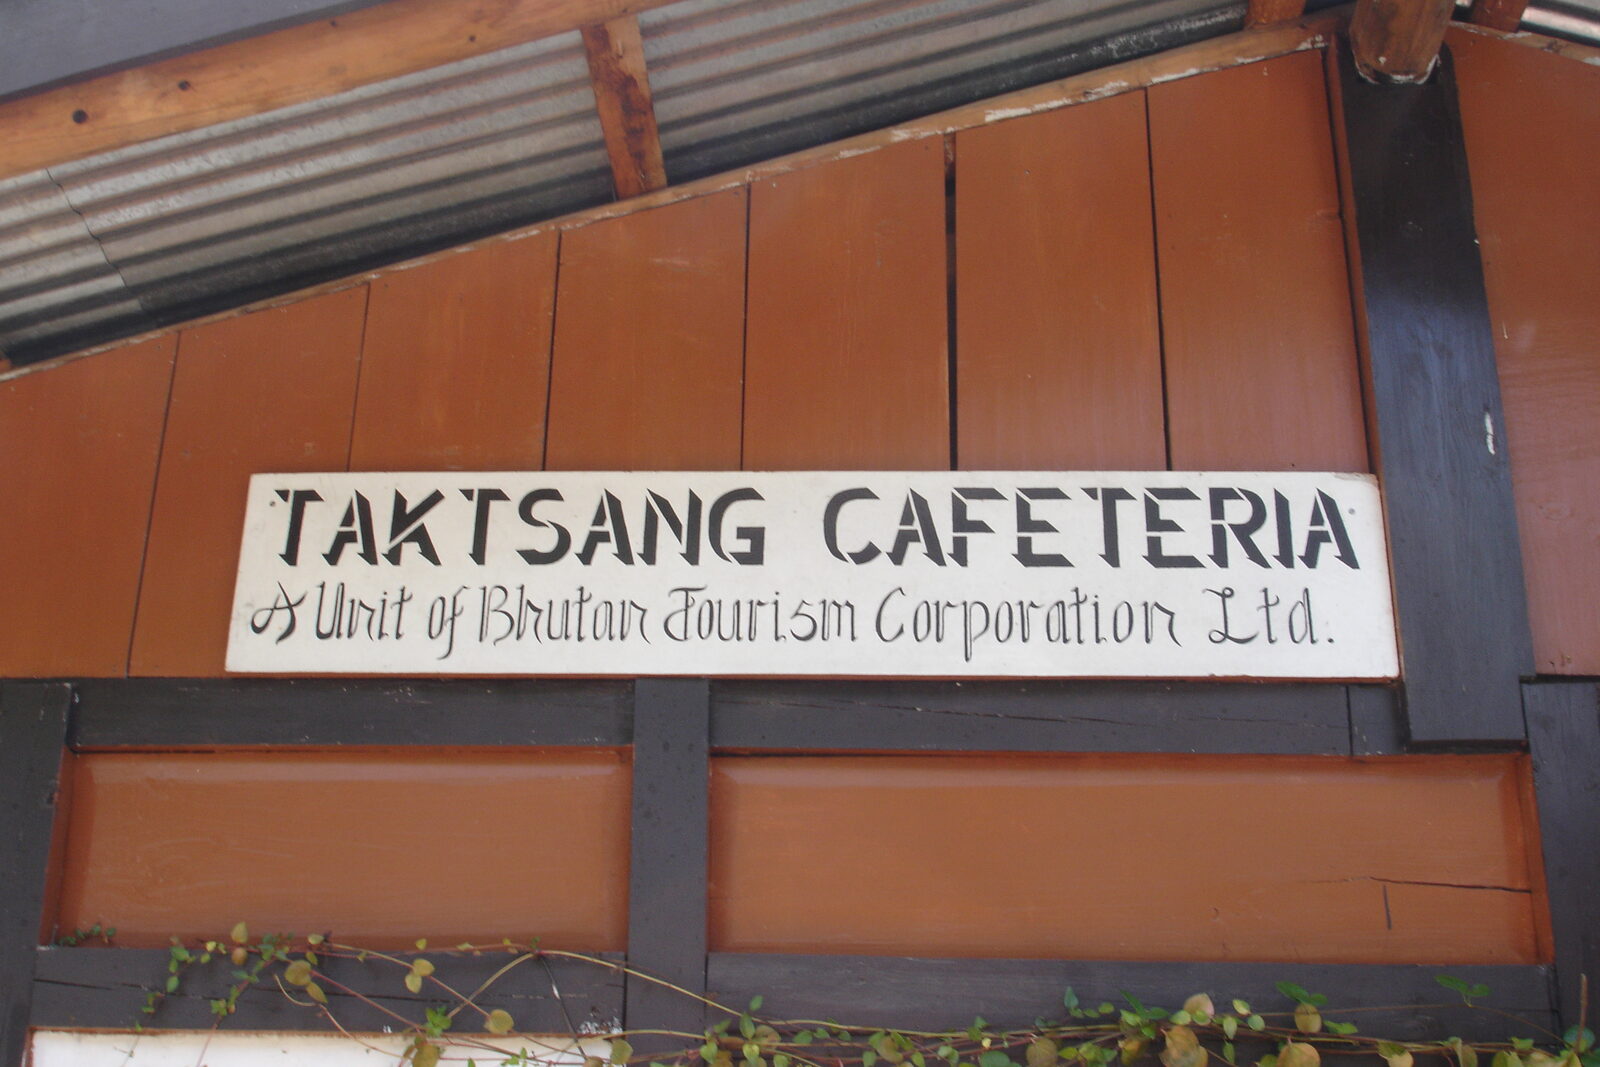 TAKTSANG CAFETERIA
A Unit of Bhutan Tourism Corporation Ltd.